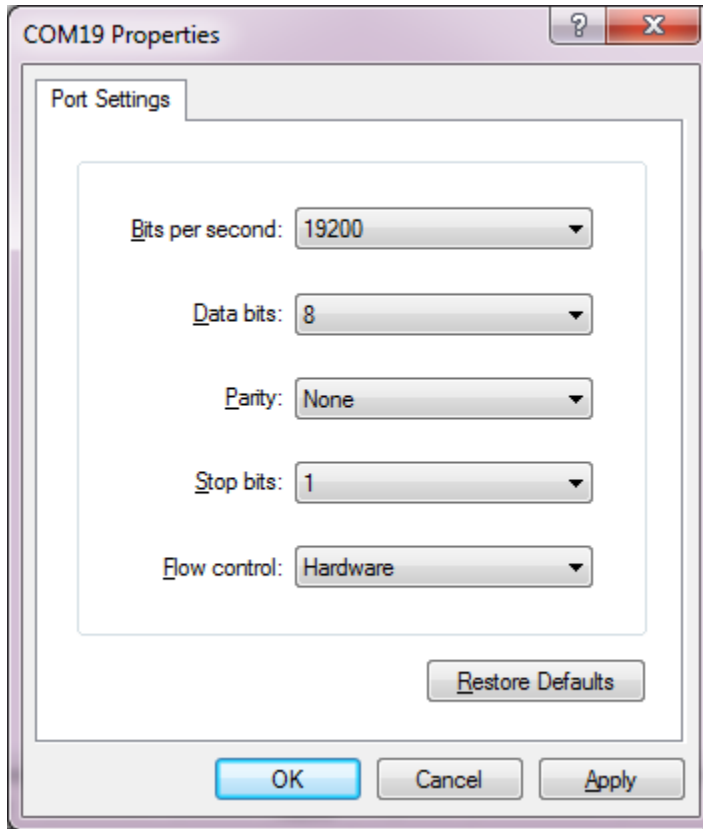 COM19 Properties
Port Settings
Bits per second: 19200
Data bits: 8
Parity: None
Stop bits: 1
Flow control: Hardware
Restore Defaults
OK Cancel Apply